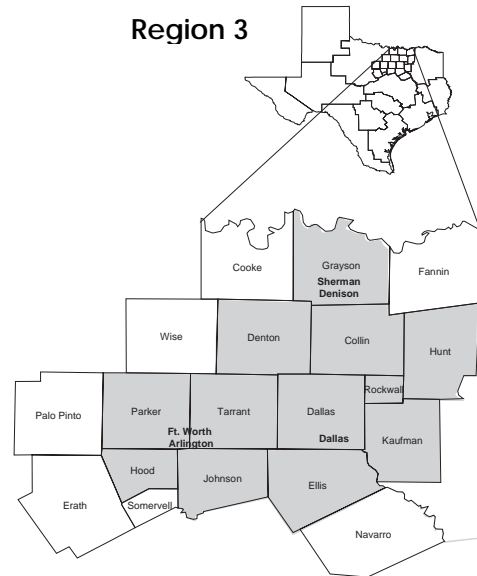 Region 3
Cooke
Grayson
Sherman
Denison
Fannin
Wise
Denton
Collin
Hunt
Rockwall
Palo Pinto
Parker
Tarrant
Dallas
Ft. Worth
Arlington
Dallas
Kaufman
Hood
Johnson
Ellis
Erath
Somervell
Navarro